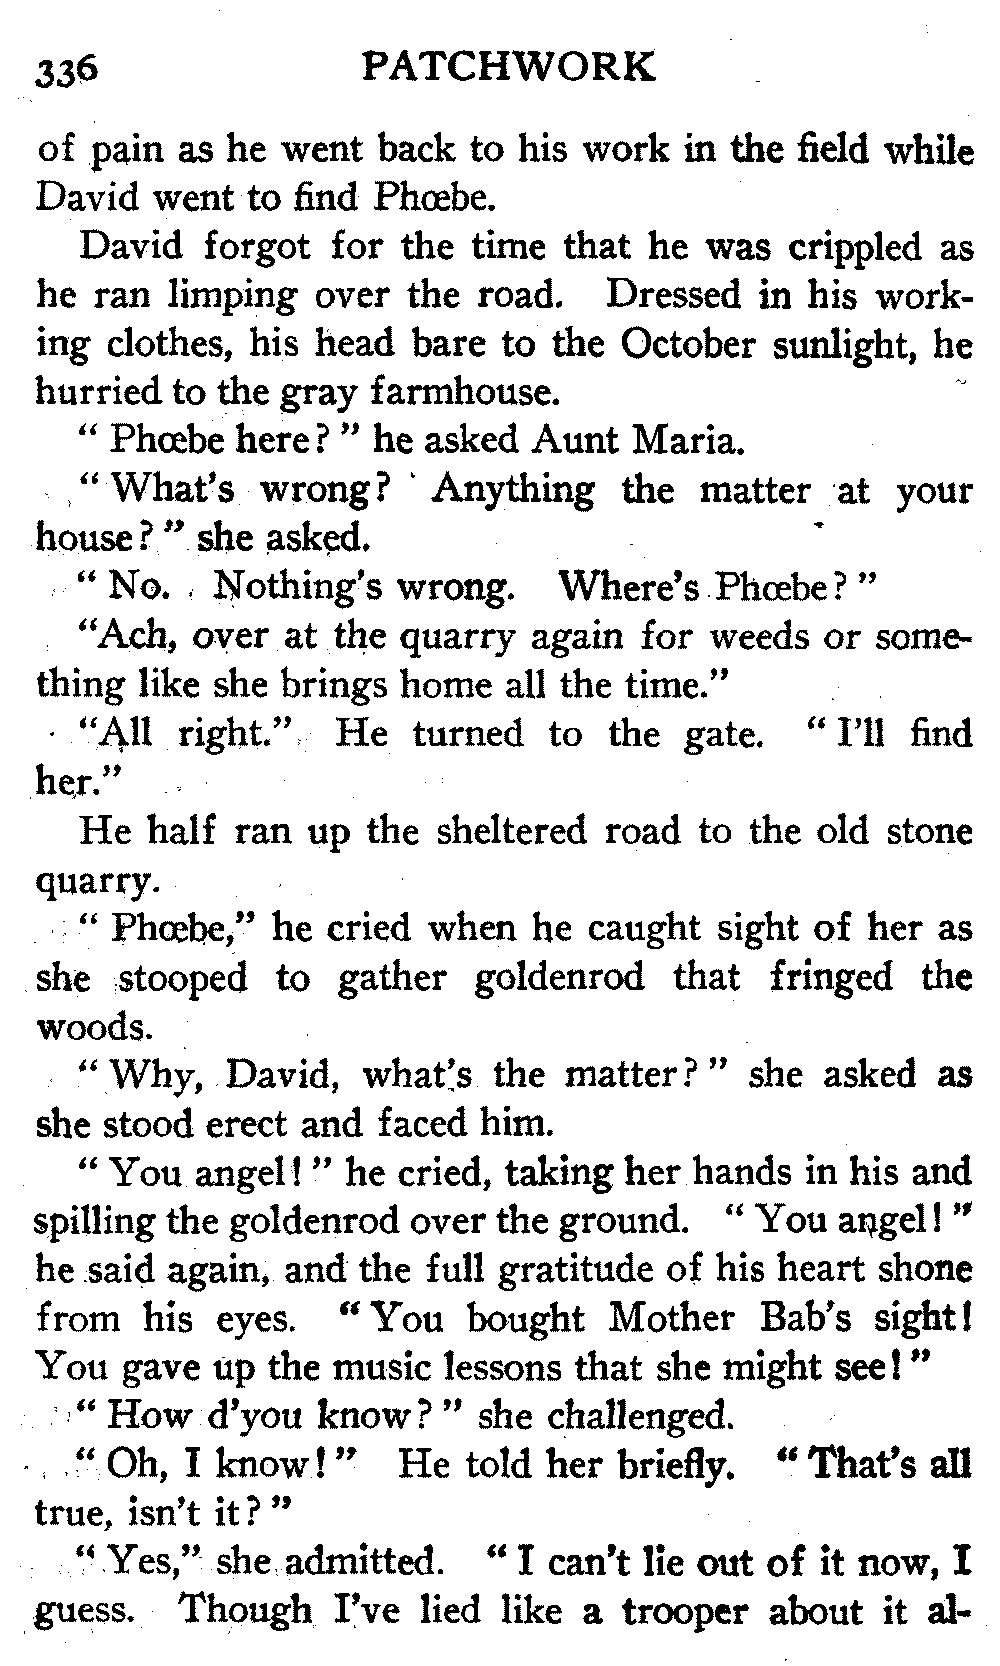 336 PATCHWORK
of pain as he went back to his work in the field while
David went to find Phœbe.
David forgot for the time that he was crippled as
he ran limping over the road. Dressed in his work-
ing clothes, his head bare to the October sunlight, he
hurried to the gray farmhouse.
" Phœbe here? " he asked Aunt Maria.
" What's wrong? Anything the matter at your
house? " she asked.
" No. Nothing's wrong. Where's Phœbe? "
"Ach, over at the quarry again for weeds or some-
thing like she brings home all the time."
"All right." He turned to the gate. " I'll find
her."
He half ran up the sheltered road to the old stone
quarry.
" Phœbe," he cried when he caught sight of her as
she stooped to gather goldenrod that fringed the
woods.
" Why, David, what's the matter? " she asked as
she stood erect and faced him.
" You angel! " he cried, taking her hands in his and
spilling the goldenrod over the ground. " You angel! "
he said again, and the full gratitude of his heart shone
from his eyes. " You bought Mother Bab's sight!
You gave up the music lessons that she might see! "
" How d'you know? " she challenged.
" Oh, I know! " He told her briefly. " That's all
true, isn't it? "
" Yes," she admitted. " I can't lie out of it now, I
guess. Though I've lied like a trooper about it al-